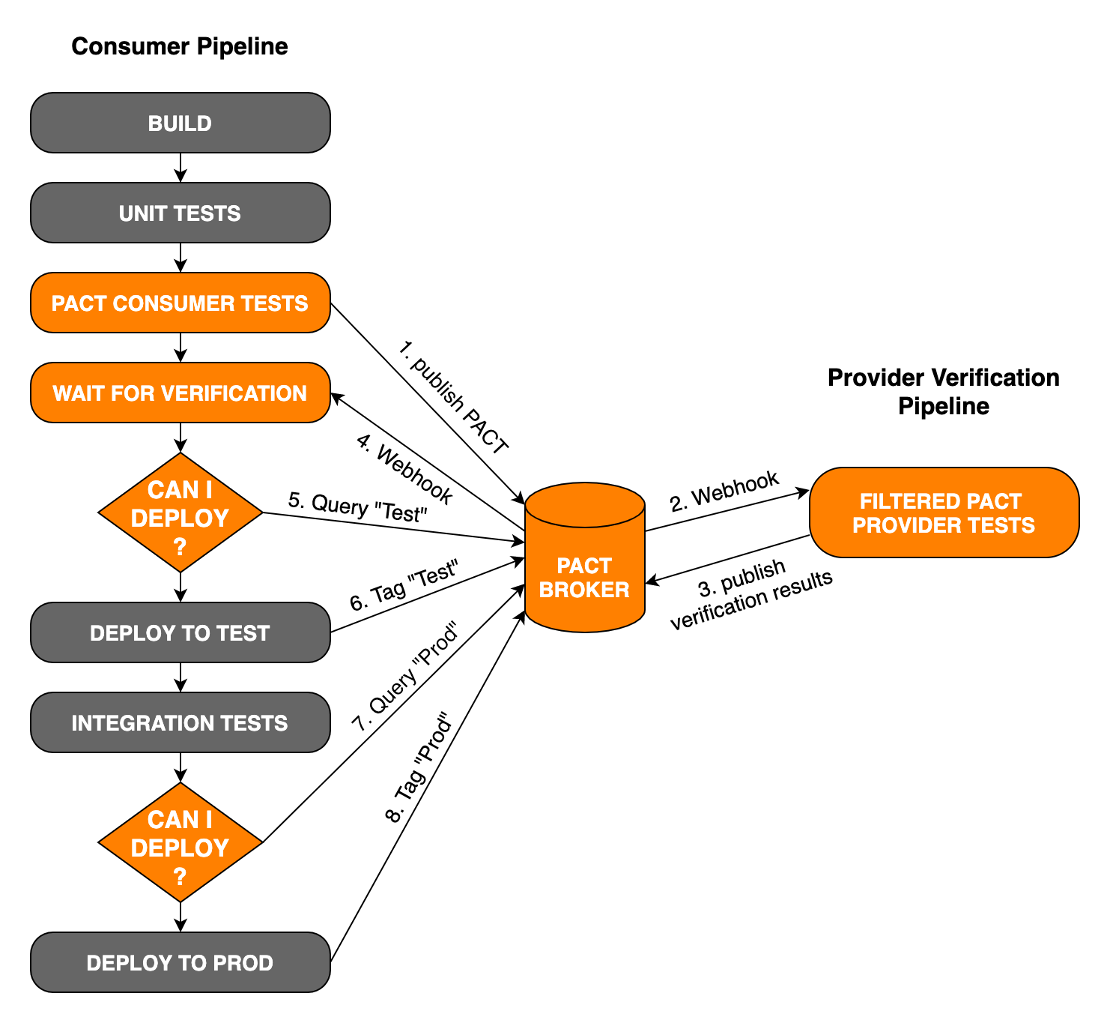 Consumer Pipeline
BUILD
UNIT TESTS
PACT CONSUMER TESTS
1. publish PACT
WAIT FOR VERIFICATION
4. Webhook
Provider Verification
Pipeline
CAN I
DEPLOY
?
5. Query "Test"
2. Webhook
FILTERED PACT
PROVIDER TESTS
PACT
BROKER
3. publish
verification results
6. Tag "Test"
DEPLOY TO TEST
7. Query "Prod"
INTEGRATION TESTS
8. Tag "Prod"
CAN I
DEPLOY
?
DEPLOY TO PROD